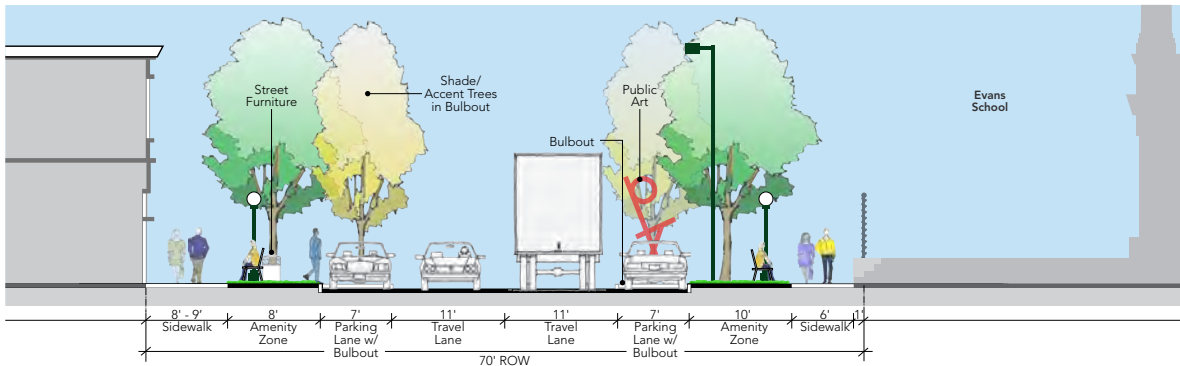 Street
Furniture
Shade/
Accent Trees
in Bulbout
Public
Art
Bulbout
Evans
School
8' - 9'
Sidewalk
8'
Amenity
Zone
7'
Parking
Lane w/
Bulbout
11'
Travel
Lane
11'
Travel
Lane
7'
Parking
Lane w/
Bulbout
10'
Amenity
Zone
6'
Sidewalk
1'
70' ROW